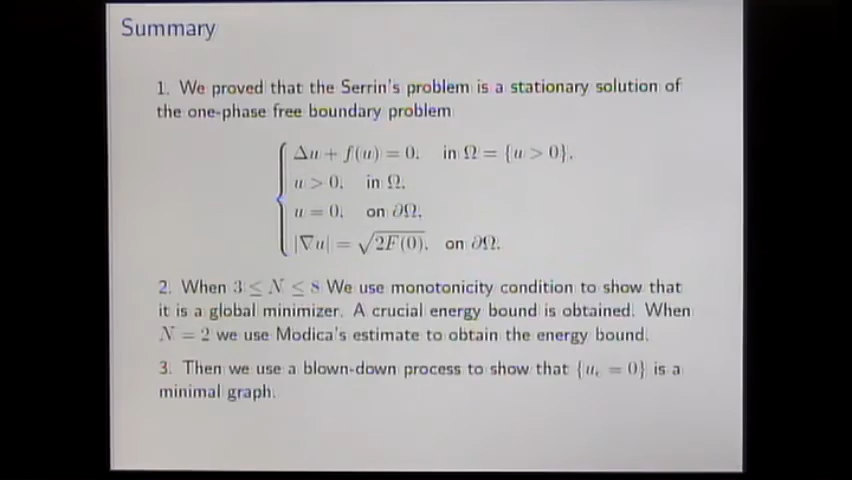 Summary
1. We proved that the Serrin's problem is a stationary solution of
the one-phase free boundary problem
Δu + f(u) = 0, in Ω = {u > 0},
u > 0, in Ω,
u = 0, on ∂Ω,
|∇u| = √2F(0), on ∂Ω.
2. When 3 ≤ N ≤ 8 We use monotonicity condition to show that
it is a global minimizer. A crucial energy bound is obtained. When
N = 2 we use Modica's estimate to obtain the energy bound.
3. Then we use a blown-down process to show that {uε = 0} is a
minimal graph.